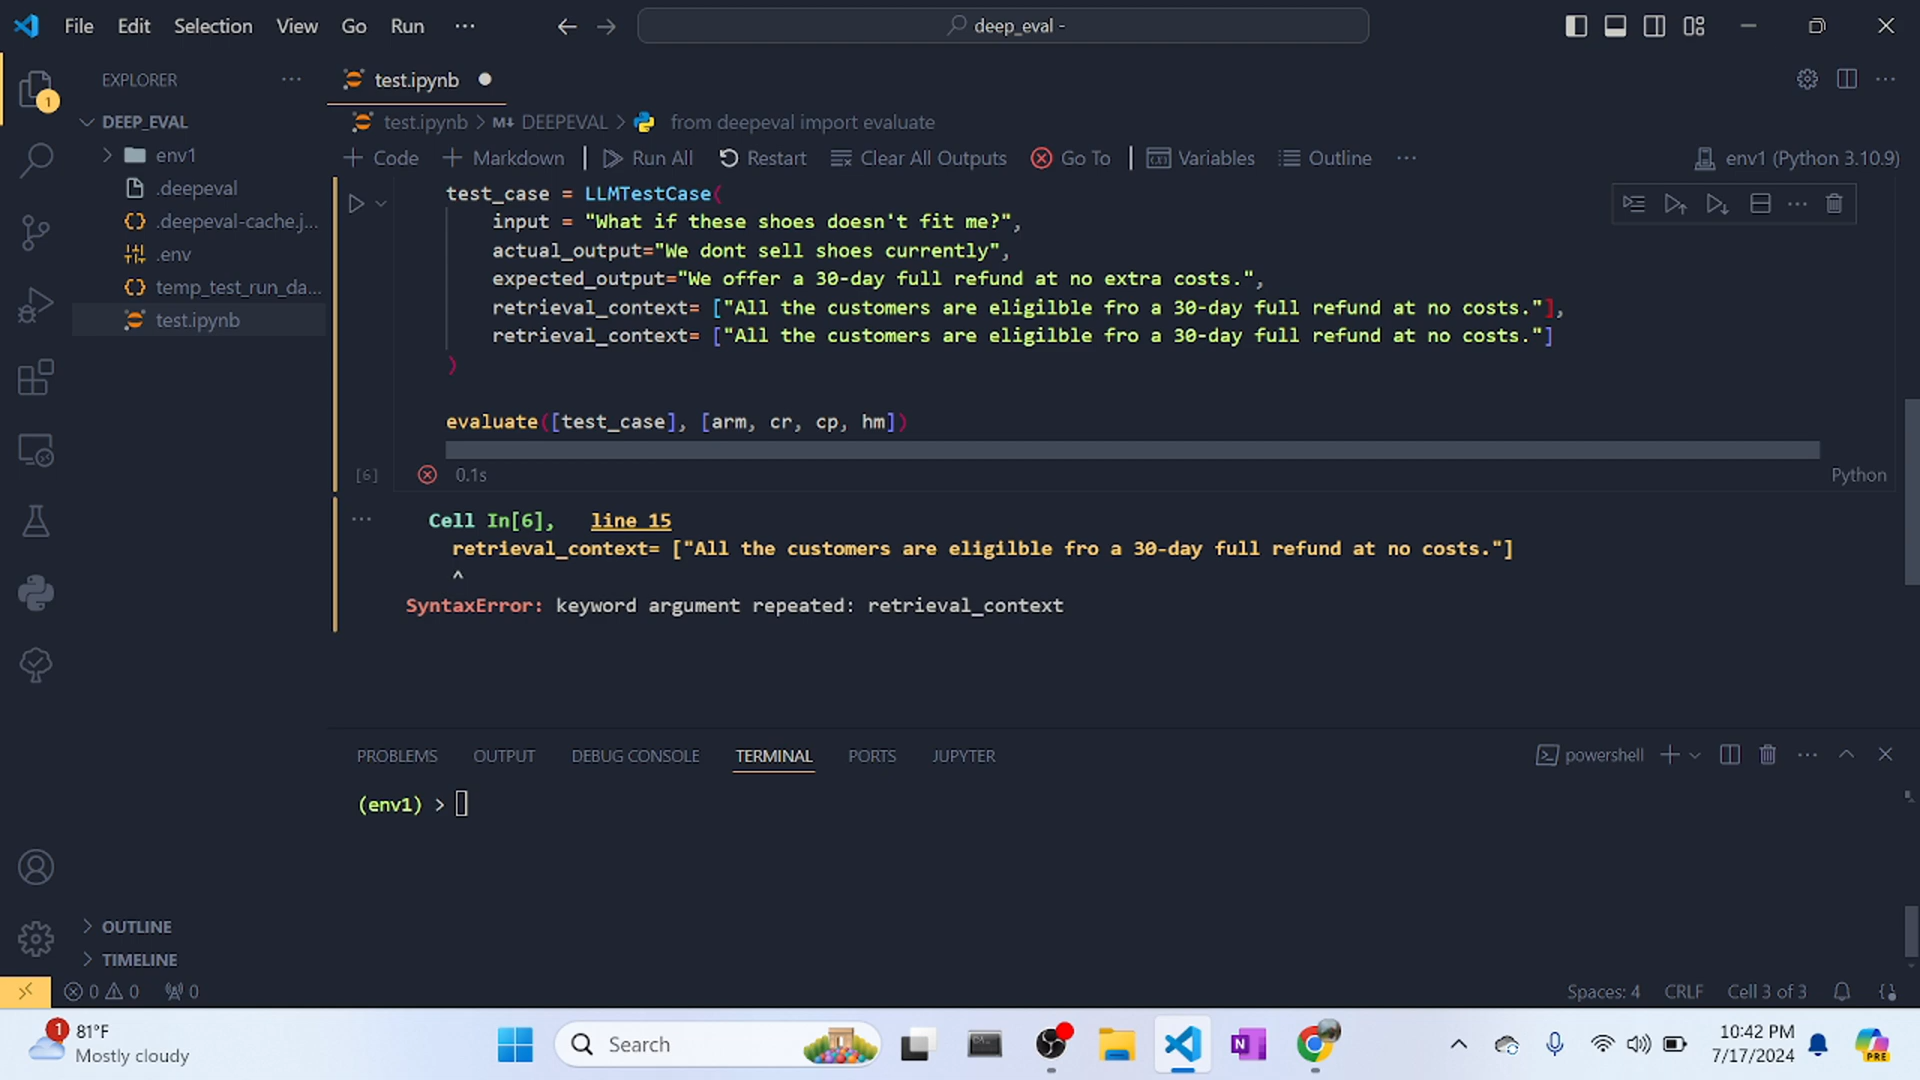 File Edit Selection View Go Run ··· deep_eval -
EXPLORER ···
test.ipynb
DEEP_EVAL
env1
.deepeval
.deepeval-cache.j...
.env
temp_test_run_da...
test.ipynb
test.ipynb > M↓ DEEPEVAL > from deepeval import evaluate
+ Code + Markdown | Run All Restart Clear All Outputs Go To | Variables Outline ··· env1 (Python 3.10.9)
test_case = LLMTestCase(
input = "What if these shoes doesn't fit me?",
actual_output="We dont sell shoes currently",
expected_output="We offer a 30-day full refund at no extra costs.",
retrieval_context= ["All the customers are eligilble fro a 30-day full refund at no costs."],
retrieval_context= ["All the customers are eligilble fro a 30-day full refund at no costs."]
)
evaluate([test_case], [arm, cr, cp, hm])
[6] 0.1s Python
Cell In[6], line 15
retrieval_context= ["All the customers are eligilble fro a 30-day full refund at no costs."]
^
SyntaxError: keyword argument repeated: retrieval_context
PROBLEMS OUTPUT DEBUG CONSOLE TERMINAL PORTS JUPYTER powershell
(env1) >
OUTLINE
TIMELINE
0 0 0 Spaces: 4 CRLF Cell 3 of 3
1 81°F
Mostly cloudy
Search
10:42 PM
7/17/2024
PRE
1